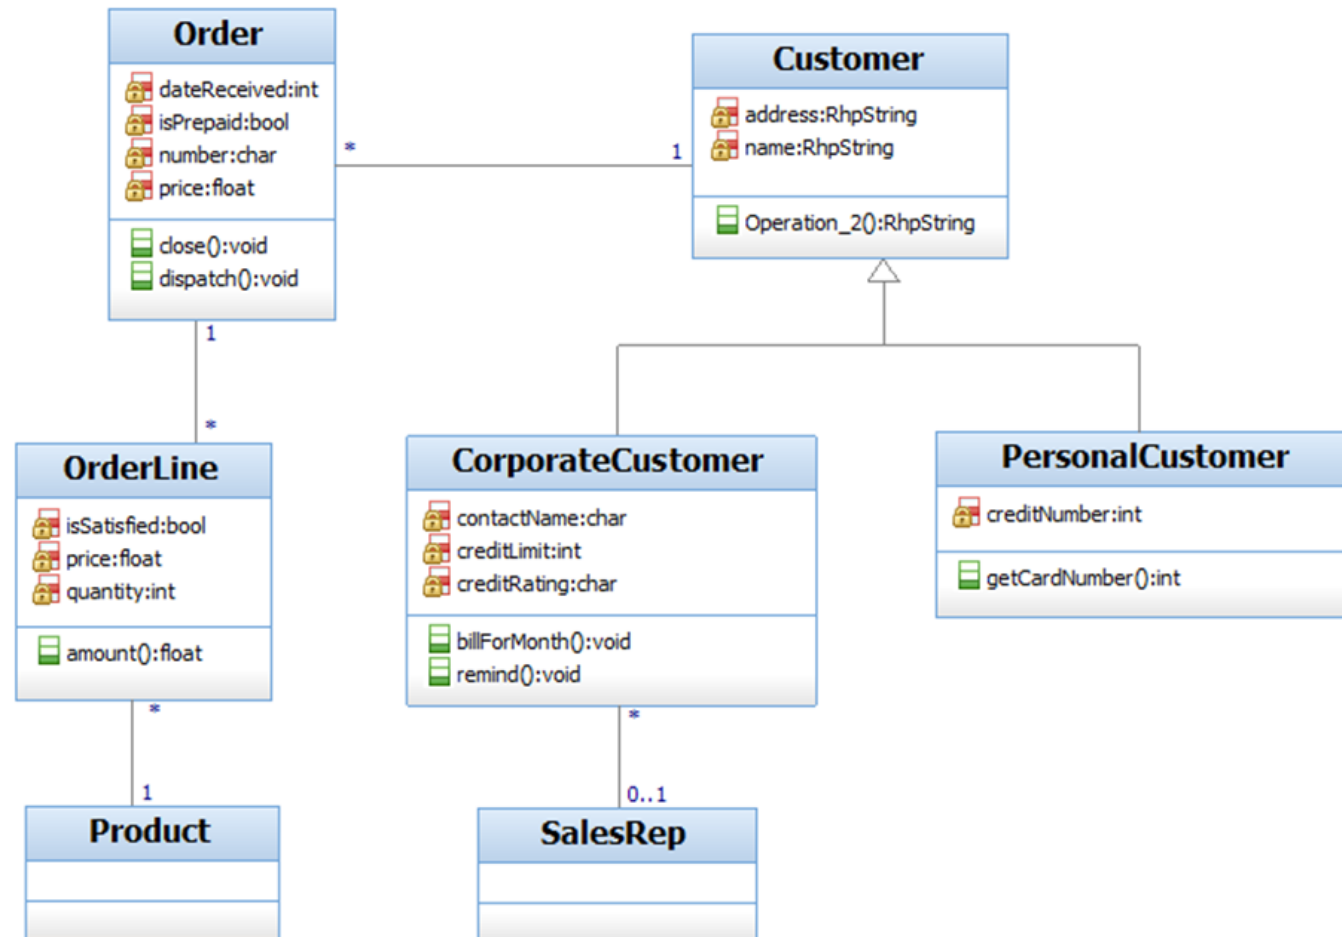 Order
dateReceived:int
isPrepaid:bool
number:char
price:float
close():void
dispatch():void
*
1
Customer
address:RhpString
name:RhpString
Operation_2():RhpString
1
*
OrderLine
isSatisfied:bool
price:float
quantity:int
amount():float
CorporateCustomer
contactName:char
creditLimit:int
creditRating:char
billForMonth():void
remind():void
PersonalCustomer
creditNumber:int
getCardNumber():int
*
1
*
0..1
Product
SalesRep